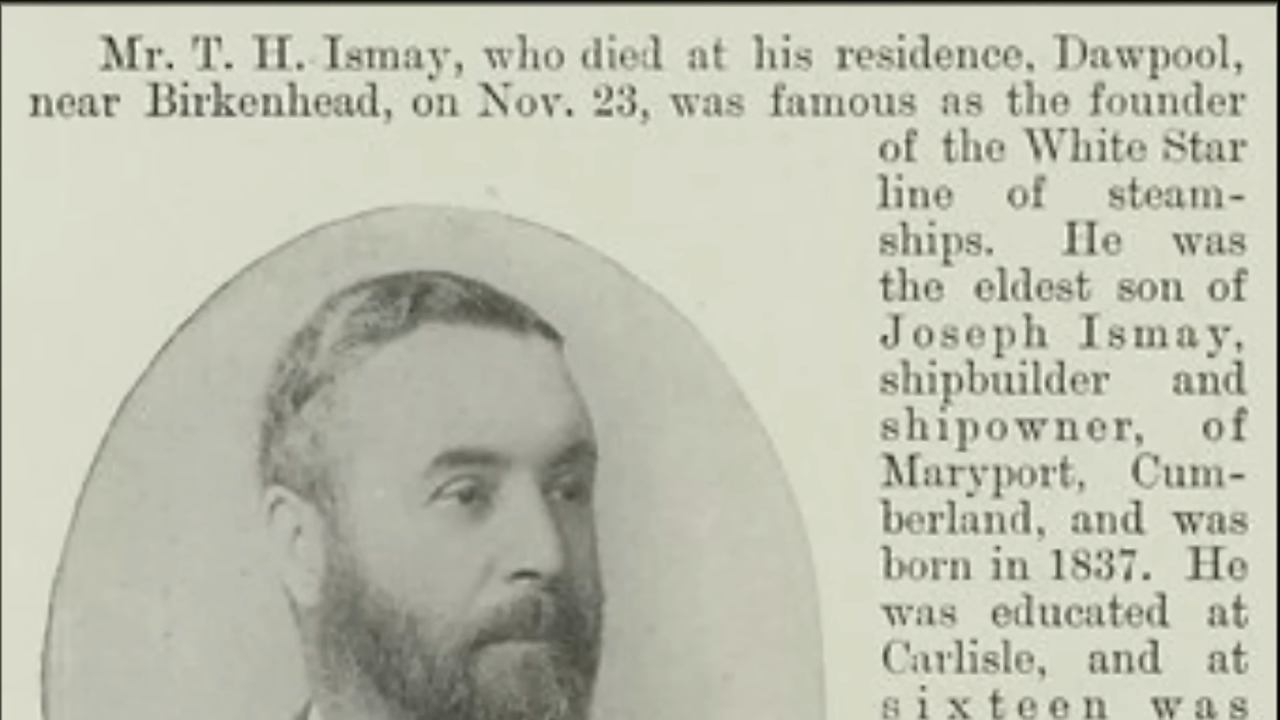 Mr. T. H. Ismay, who died at his residence, Dawpool,
near Birkenhead, on Nov. 23, was famous as the founder
of the White Star
line of steam-
ships. He was
the eldest son of
Joseph Ismay,
shipbuilder and
shipowner, of
Maryport, Cum-
berland, and was
born in 1837. He
was educated at
Carlisle, and at
sixteen was